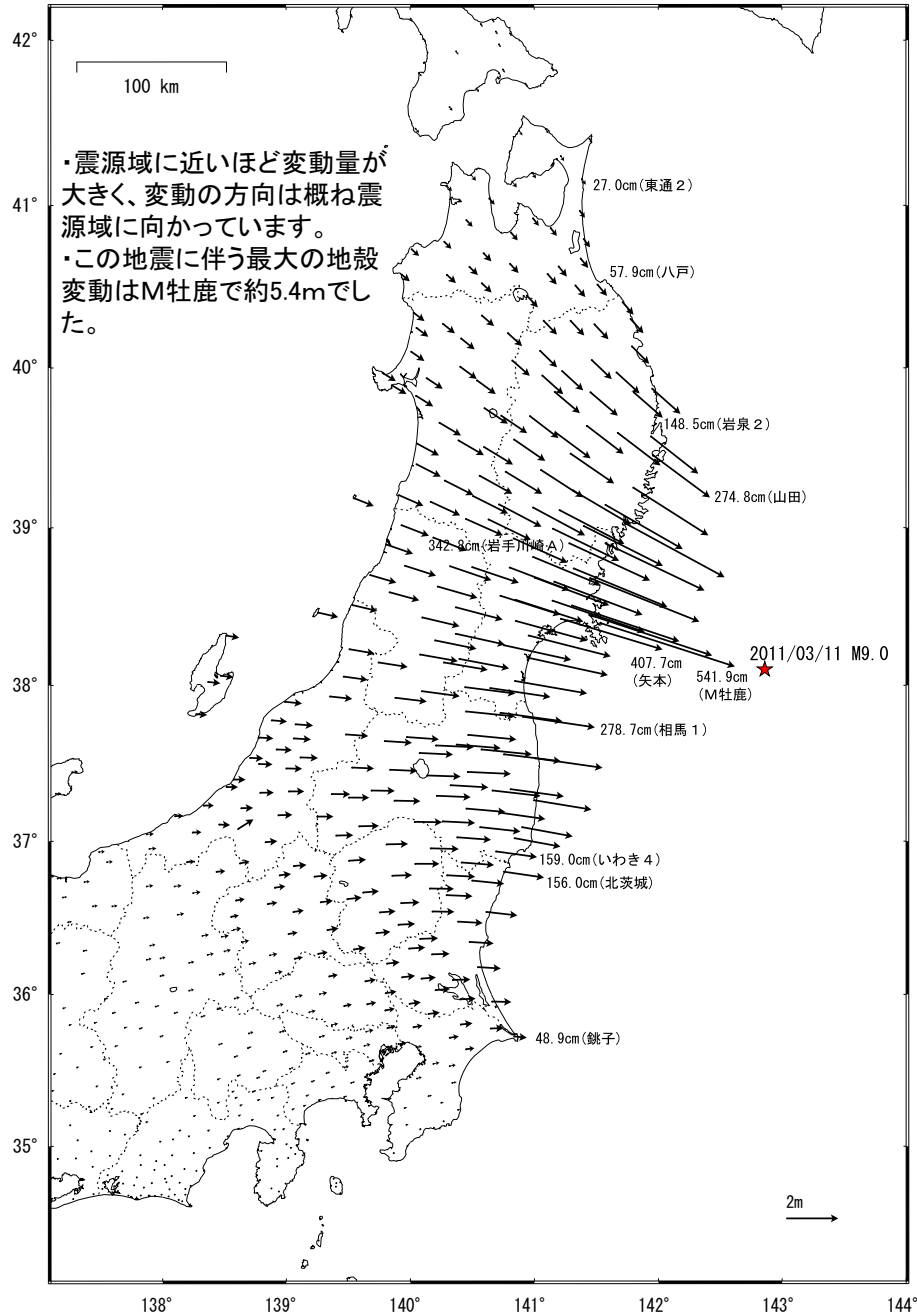 42°
100 km
・震源域に近いほど変動量が
大きく、変動の方向は概ね震
源域に向かっています。
・この地震に伴う最大の地殻
変動はM牡鹿で約5.4mでし
た。
27.0cm(東通2)
41°
57.9cm(八戸)
40°
148.5cm(岩泉2)
274.8cm(山田)
39°
342.8cm(岩手川崎A)
2011/03/11 M9.0
407.7cm
(矢本)
541.9cm
(M牡鹿)
38°
278.7cm(相馬1)
37°
159.0cm(いわき4)
156.0cm(北茨城)
36°
48.9cm(銚子)
35°
2m
138°
139°
140°
141°
142°
143°
144°